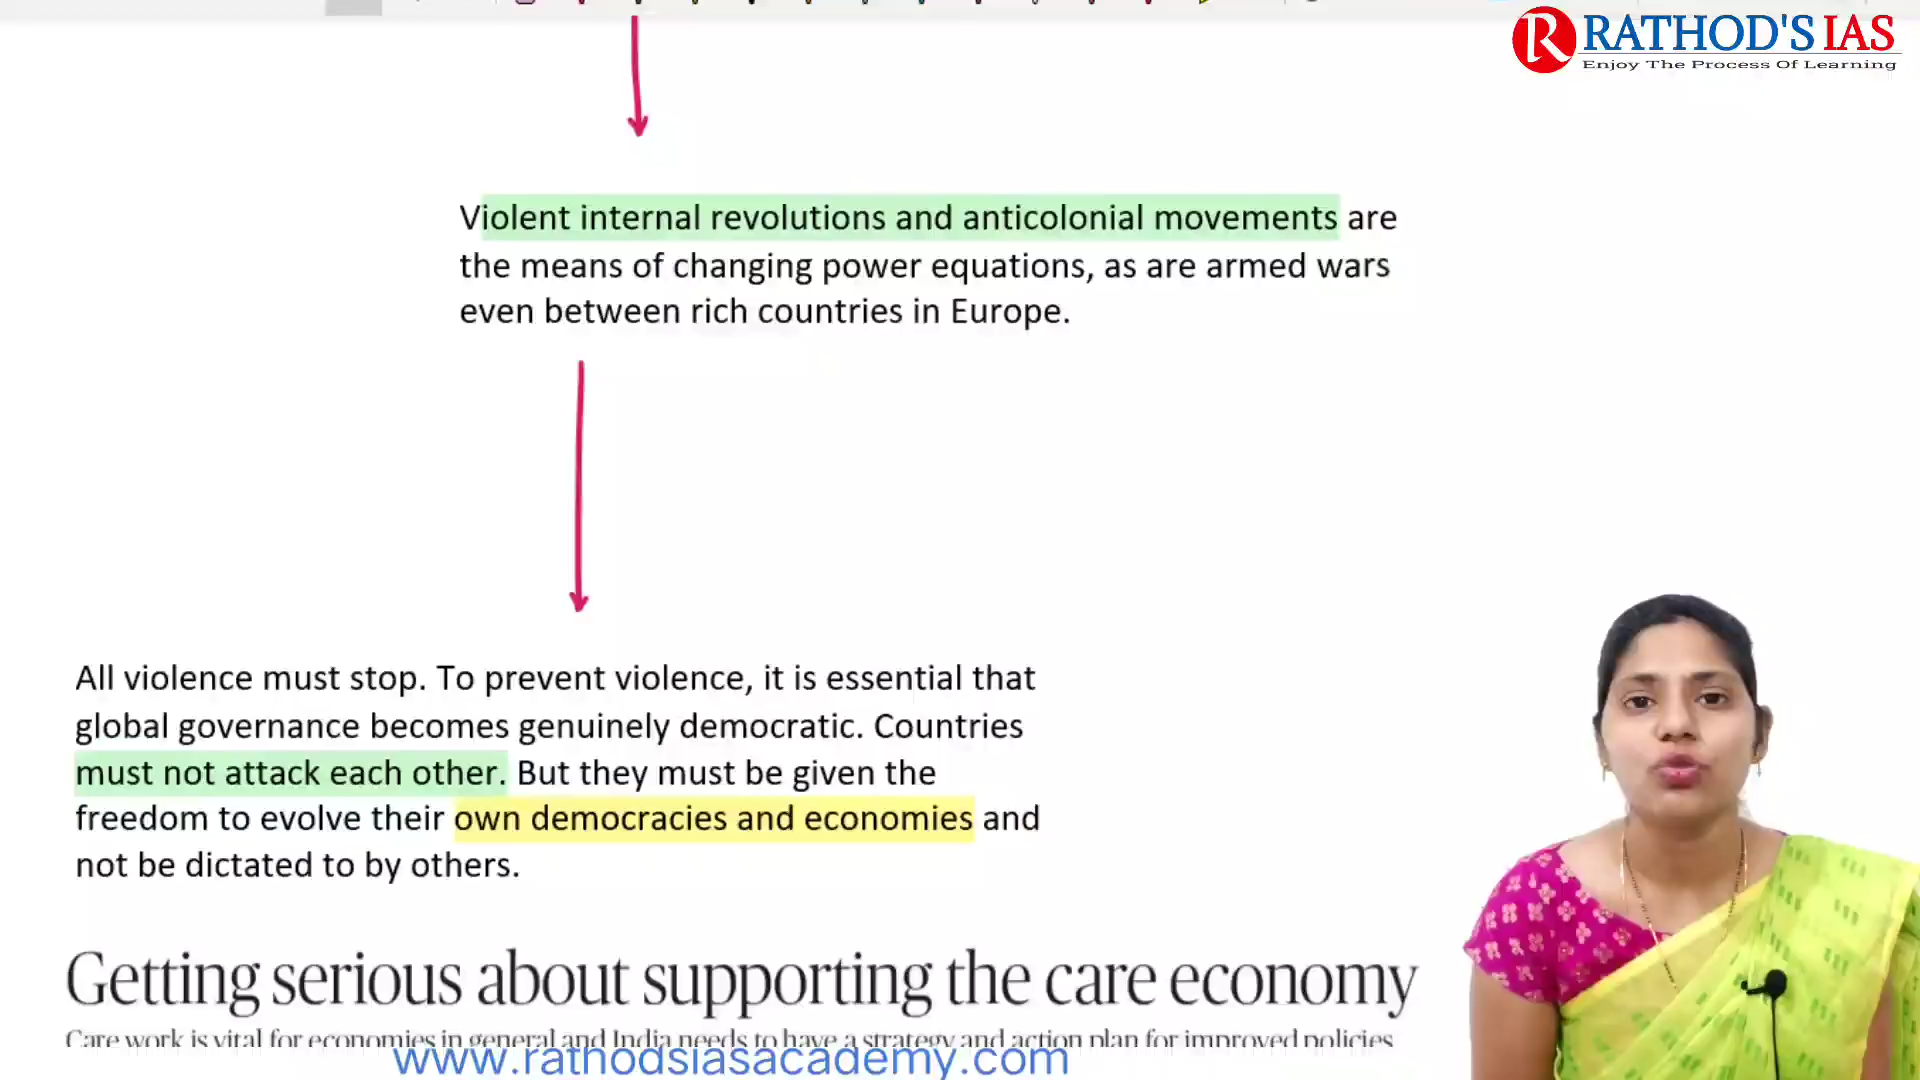 RATHOD'S IAS
Enjoy The Process Of Learning
Violent internal revolutions and anticolonial movements are
the means of changing power equations, as are armed wars
even between rich countries in Europe.
All violence must stop. To prevent violence, it is essential that
global governance becomes genuinely democratic. Countries
must not attack each other. But they must be given the
freedom to evolve their own democracies and economies and
not be dictated to by others.
Getting serious about supporting the care economy
Care work is vital for economies in general and India needs to have a strategy and action plan for improved policies
www.rathodsiasacademy.com